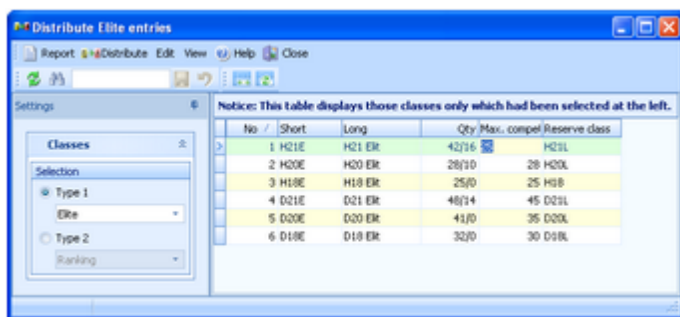 Distribute Elite entries
Report Distribute Edit View Help Close
Settings
Notice: This table displays those classes only which had been selected at the left.
No / Short Long Qty Max. compet Reserve class
Classes
Selection
Type 1
Elite
Type 2
Ranking
1 H21E H21 Elit 42/16 H21L
2 H20E H20 Elit 28/10 28 H20L
3 H18E H18 Elit 25/0 25 H18
4 D21E D21 Elit 48/14 45 D21L
5 D20E D20 Elit 41/0 35 D20L
6 D18E D18 Elit 32/0 30 D18L